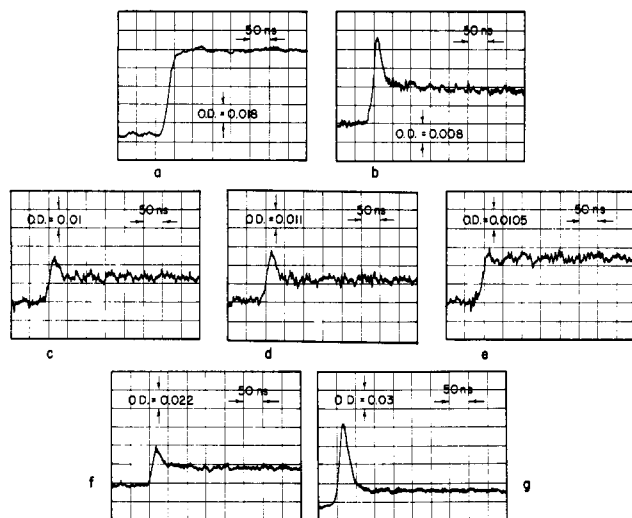 50 ns
O.D. = 0.018
a
50 ns
O.D. = 0.008
b
O.D. = 0.01
50 ns
c
O.D. = 0.011
50 ns
d
O.D. = 0.0105
50 ns
e
O.D. = 0.022
50 ns
f
O.D. = 0.03
50 ns
g